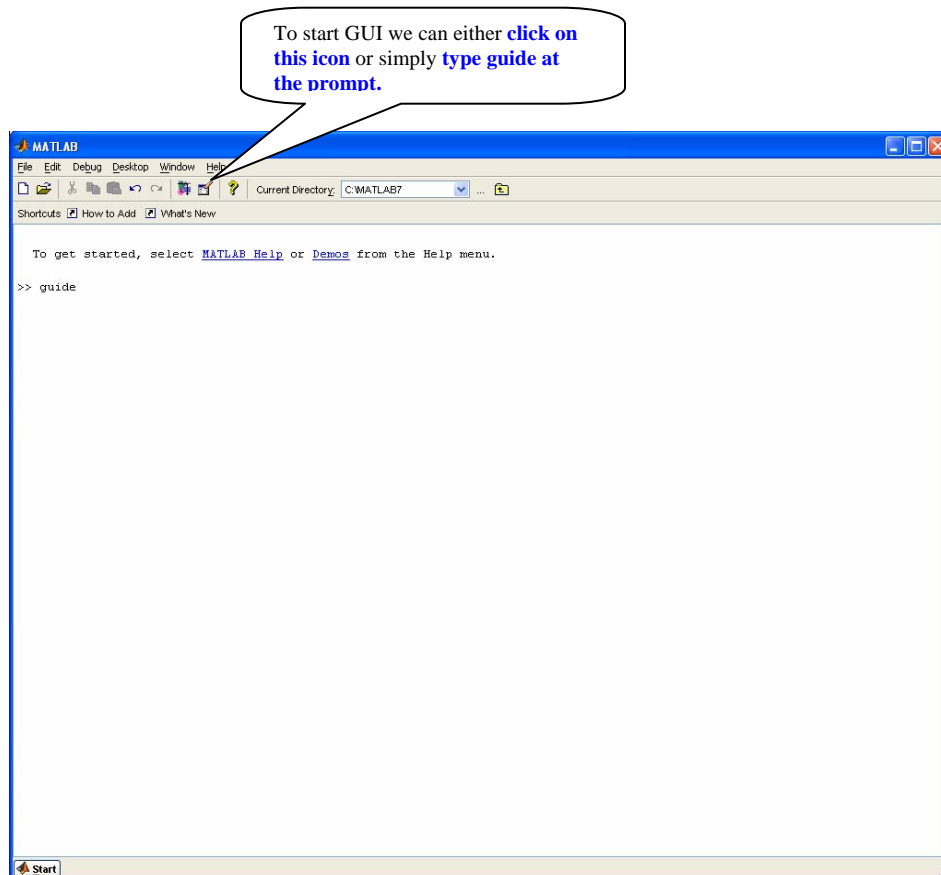 To start GUI we can either click on
this icon or simply type guide at
the prompt.
MATLAB
File Edit Debug Desktop Window Help
Current Directory: C:\MATLAB7 ...
Shortcuts How to Add What's New
To get started, select MATLAB Help or Demos from the Help menu.
>> guide
Start